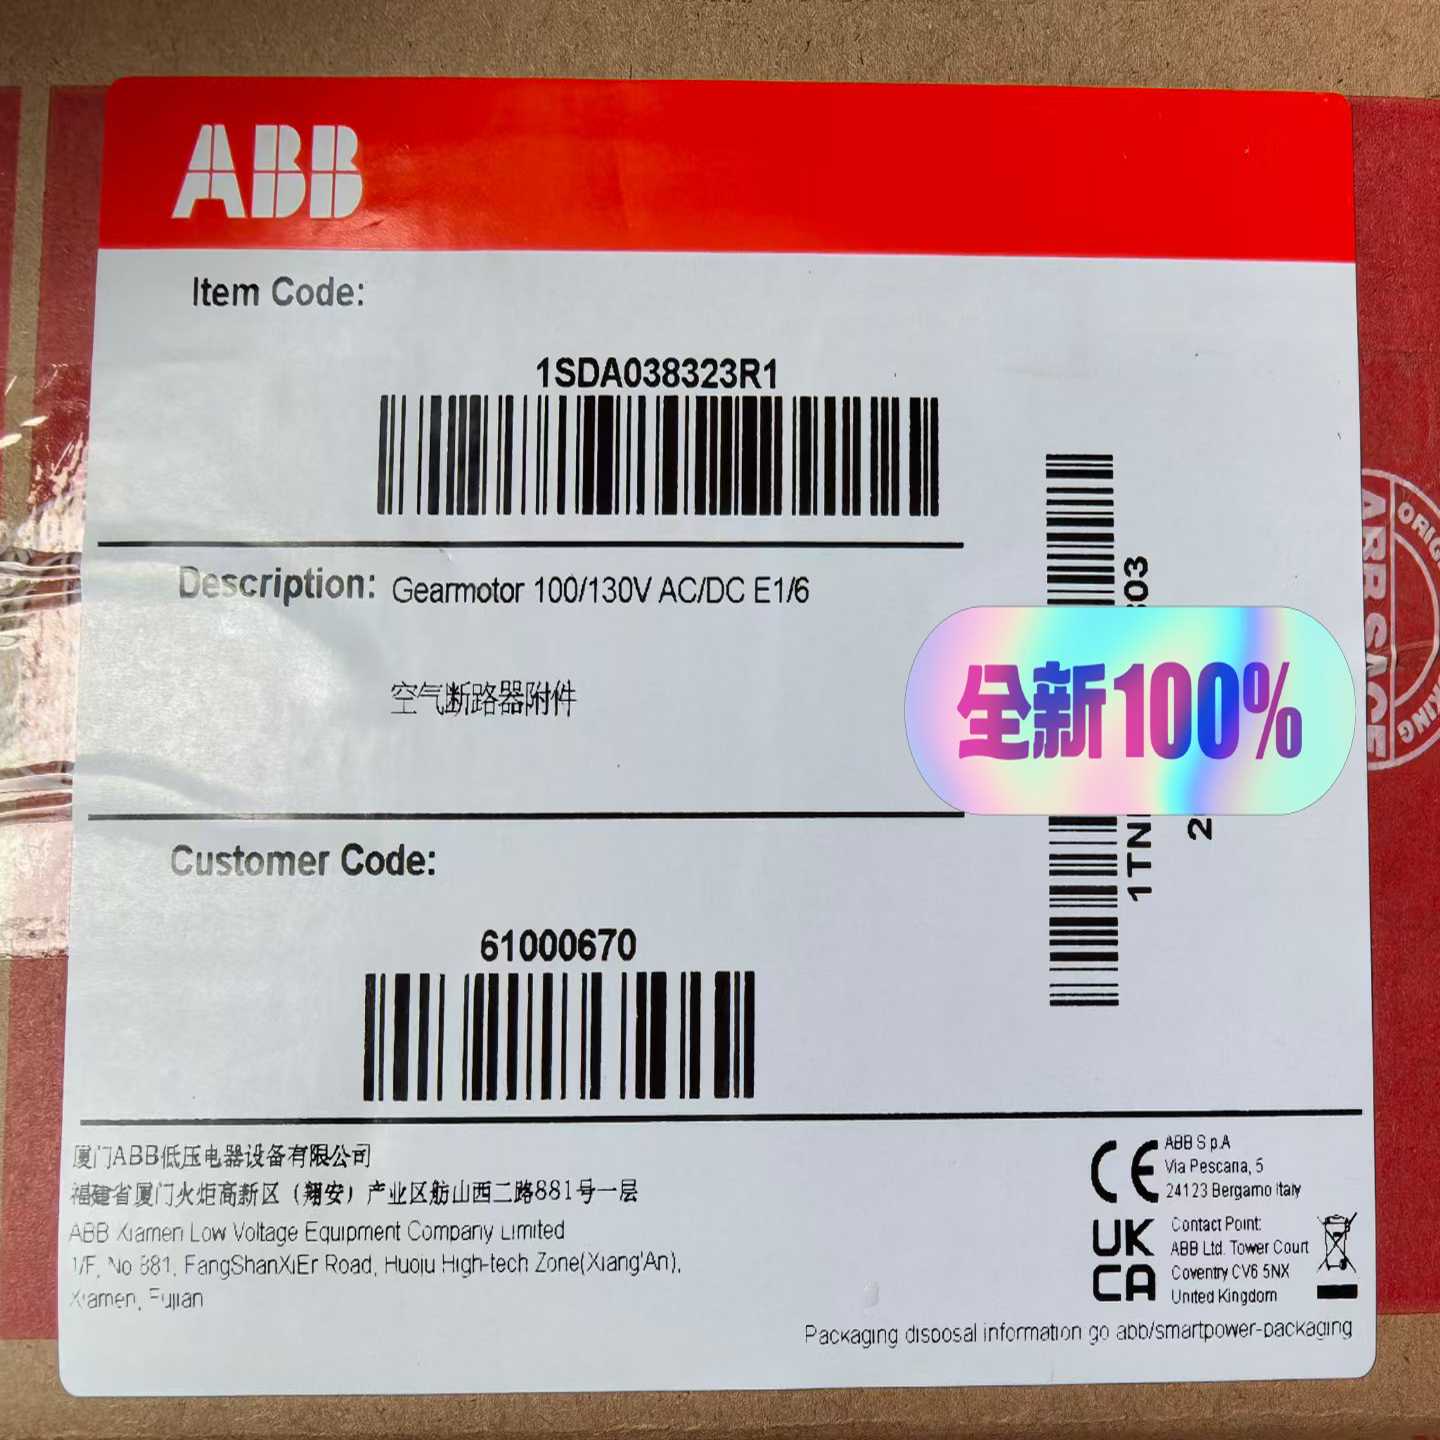 ABB
Item Code:
1SDA038323R1
Description: Gearmotor 100/130V AC/DC E1/6
空气断路器附件
全新100%
Customer Code:
61000670
厦门ABB低压电器设备有限公司
福建省厦门火炬高新区（翔安）产业区舫山西二路881号一层
ABB Xiamen Low Voltage Equipment Company Limited
1/F, No 881, FangShanXiEr Road, Huoju High-tech Zone(Xiang'An),
Xiamen, Fujian
CE
ABB S.p.A
Via Pescaria, 5
24123 Bergamo Italy
UK
CA
Contact Point:
ABB Ltd. Tower Court
Coventry CV6 5NX
United Kingdom
Packaging disposal information go abb/smartpower-packaging
ABB SACE